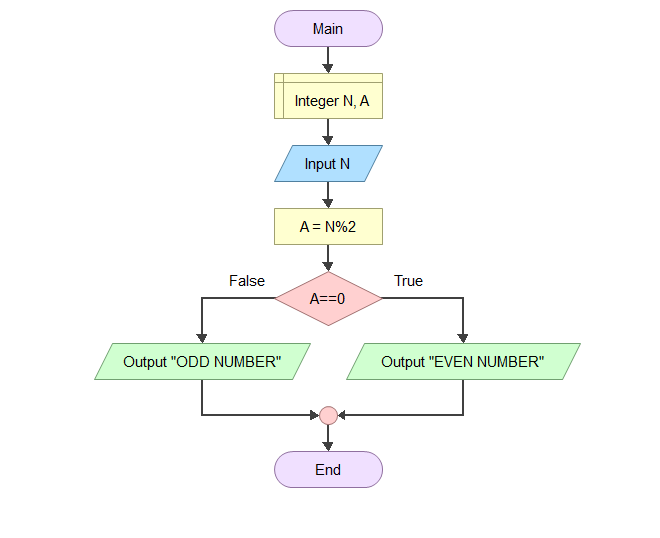 Main
Integer N, A
Input N
A = N%2
False
True
A==0
Output "ODD NUMBER"
Output "EVEN NUMBER"
End